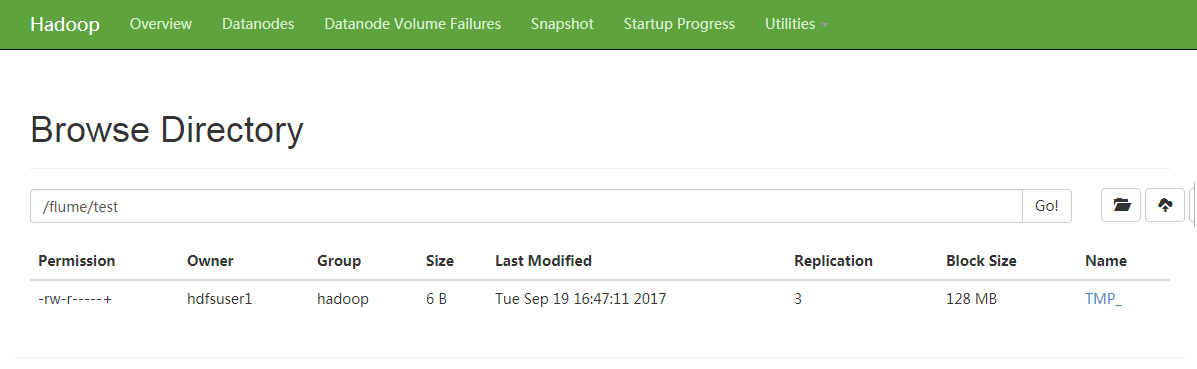 Hadoop Overview Datanodes Datanode Volume Failures Snapshot Startup Progress Utilities
Browse Directory
/flume/test Go!
Permission Owner Group Size Last Modified Replication Block Size Name
-rw-r-----+ hdfsuser1 hadoop 6 B Tue Sep 19 16:47:11 2017 3 128 MB TMP_